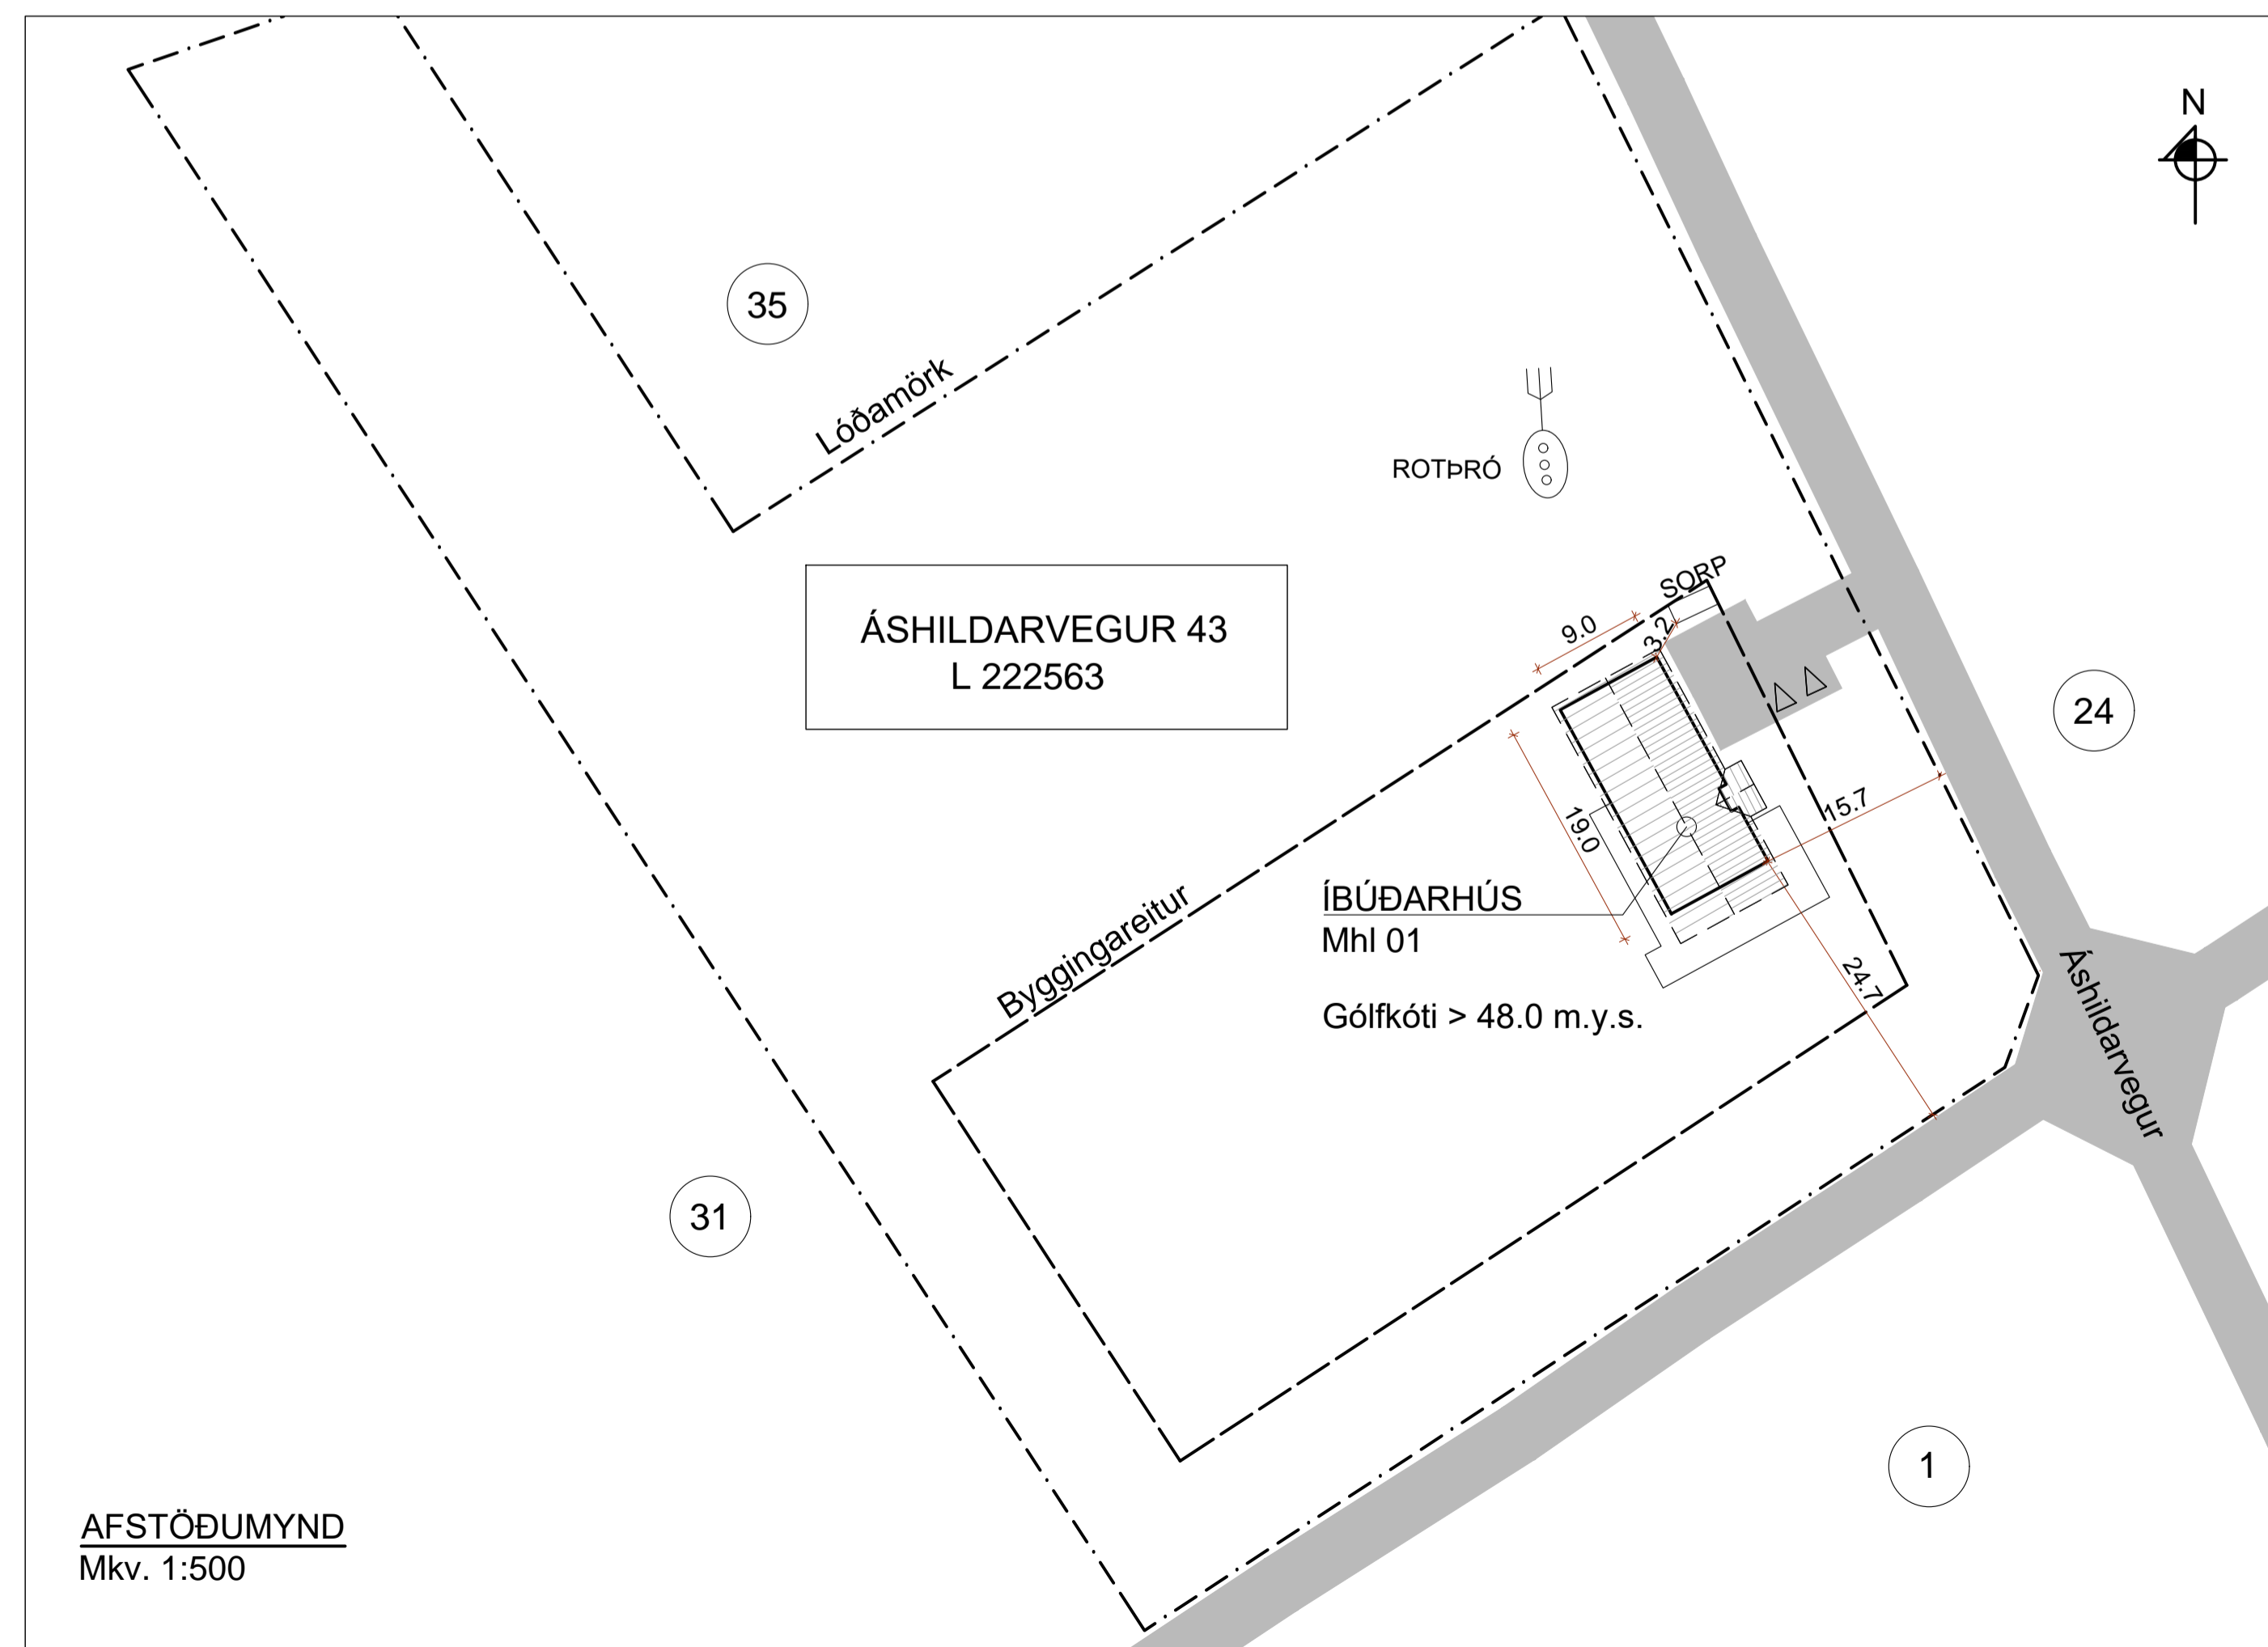 N
35
Lóðamörk
ROTÞRÓ
SORP
9.0
3.2
ÁSHILDARVEGUR 43
L 222563
24
15.7
19.0
ÍBÚÐARHÚS
Mhl 01
Byggingareitur
24.7
Gólfkóti > 48.0 m.y.s.
Áshildarvegur
31
1
AFSTÖÐUMYND
Mkv. 1:500